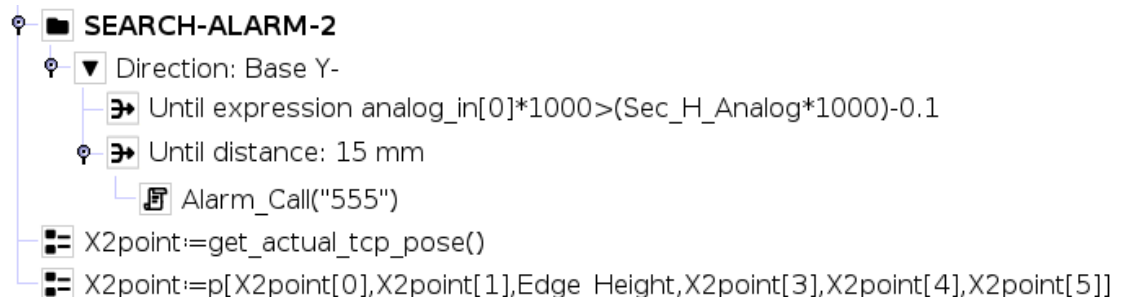 SEARCH-ALARM-2
Direction: Base Y-
Until expression analog_in[0]*1000>(Sec_H_Analog*1000)-0.1
Until distance: 15 mm
Alarm_Call("555")
X2point:=get_actual_tcp_pose()
X2point:=p[X2point[0],X2point[1],Edge_Height,X2point[3],X2point[4],X2point[5]]